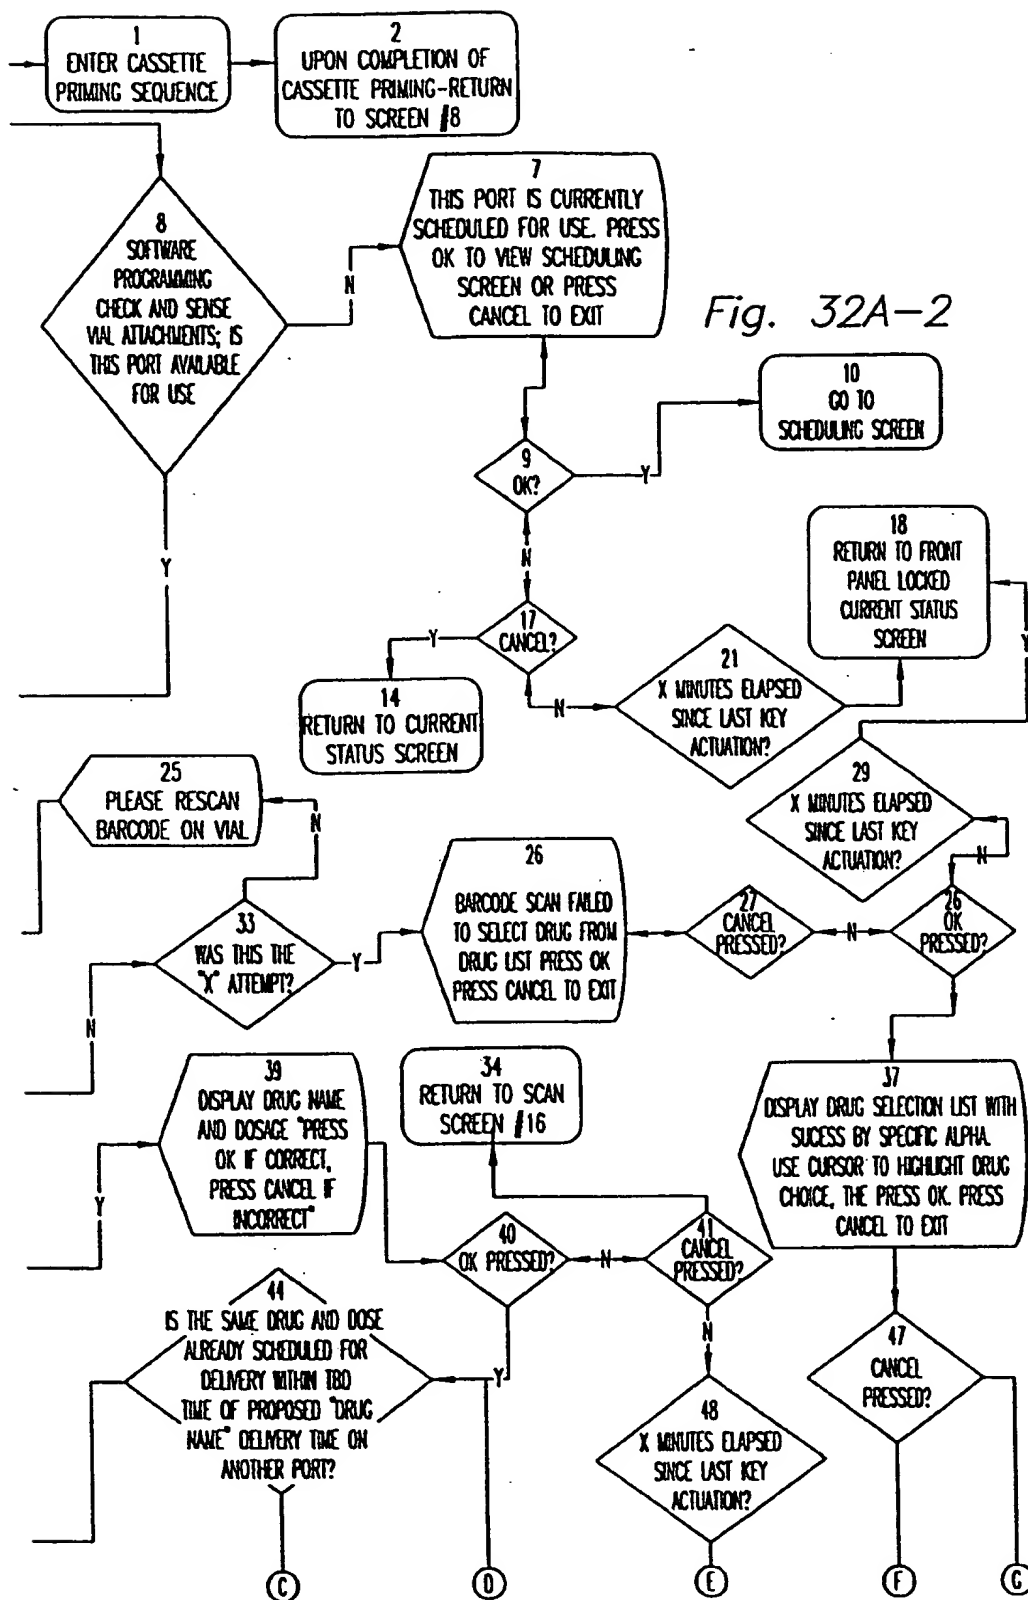 1
ENTER CASSETTE
PRIMING SEQUENCE
2
UPON COMPLETION OF
CASSETTE PRIMING-RETURN
TO SCREEN #8
7
THIS PORT IS CURRENTLY
SCHEDULED FOR USE. PRESS
OK TO VIEW SCHEDULING
SCREEN OR PRESS
CANCEL TO EXIT
8
SOFTWARE
PROGRAMMING
CHECK AND SENSE
VIAL ATTACHMENTS; IS
THIS PORT AVAILABLE
FOR USE
N
Fig. 32A-2
10
GO TO
SCHEDULING SCREEN
9
OK?
Y
Y
N
18
RETURN TO FRONT
PANEL LOCKED
CURRENT STATUS
SCREEN
17
CANCEL?
Y
Y
21
X MINUTES ELAPSED
SINCE LAST KEY
ACTUATION?
N
14
RETURN TO CURRENT
STATUS SCREEN
25
PLEASE RESCAN
BARCODE ON VIAL
N
29
X MINUTES ELAPSED
SINCE LAST KEY
ACTUATION?
N
26
BARCODE SCAN FAILED
TO SELECT DRUG FROM
DRUG LIST PRESS OK
PRESS CANCEL TO EXIT
27
CANCEL
PRESSED?
N
26
OK
PRESSED?
33
WAS THIS THE
"X" ATTEMPT?
Y
N
39
DISPLAY DRUG NAME
AND DOSAGE "PRESS
OK IF CORRECT,
PRESS CANCEL IF
INCORRECT"
Y
34
RETURN TO SCAN
SCREEN #16
37
DISPLAY DRUG SELECTION LIST WITH
SUCESS BY SPECIFIC ALPHA.
USE CURSOR TO HIGHLIGHT DRUG
CHOICE, THE PRESS OK. PRESS
CANCEL TO EXIT
40
OK PRESSED?
N
41
CANCEL
PRESSED?
44
IS THE SAME DRUG AND DOSE
ALREADY SCHEDULED FOR
DELIVERY WITHIN TBD
TIME OF PROPOSED "DRUG
NAME" DELIVERY TIME ON
ANOTHER PORT?
Y
N
47
CANCEL
PRESSED?
48
X MINUTES ELAPSED
SINCE LAST KEY
ACTUATION?
C
D
E
F
G